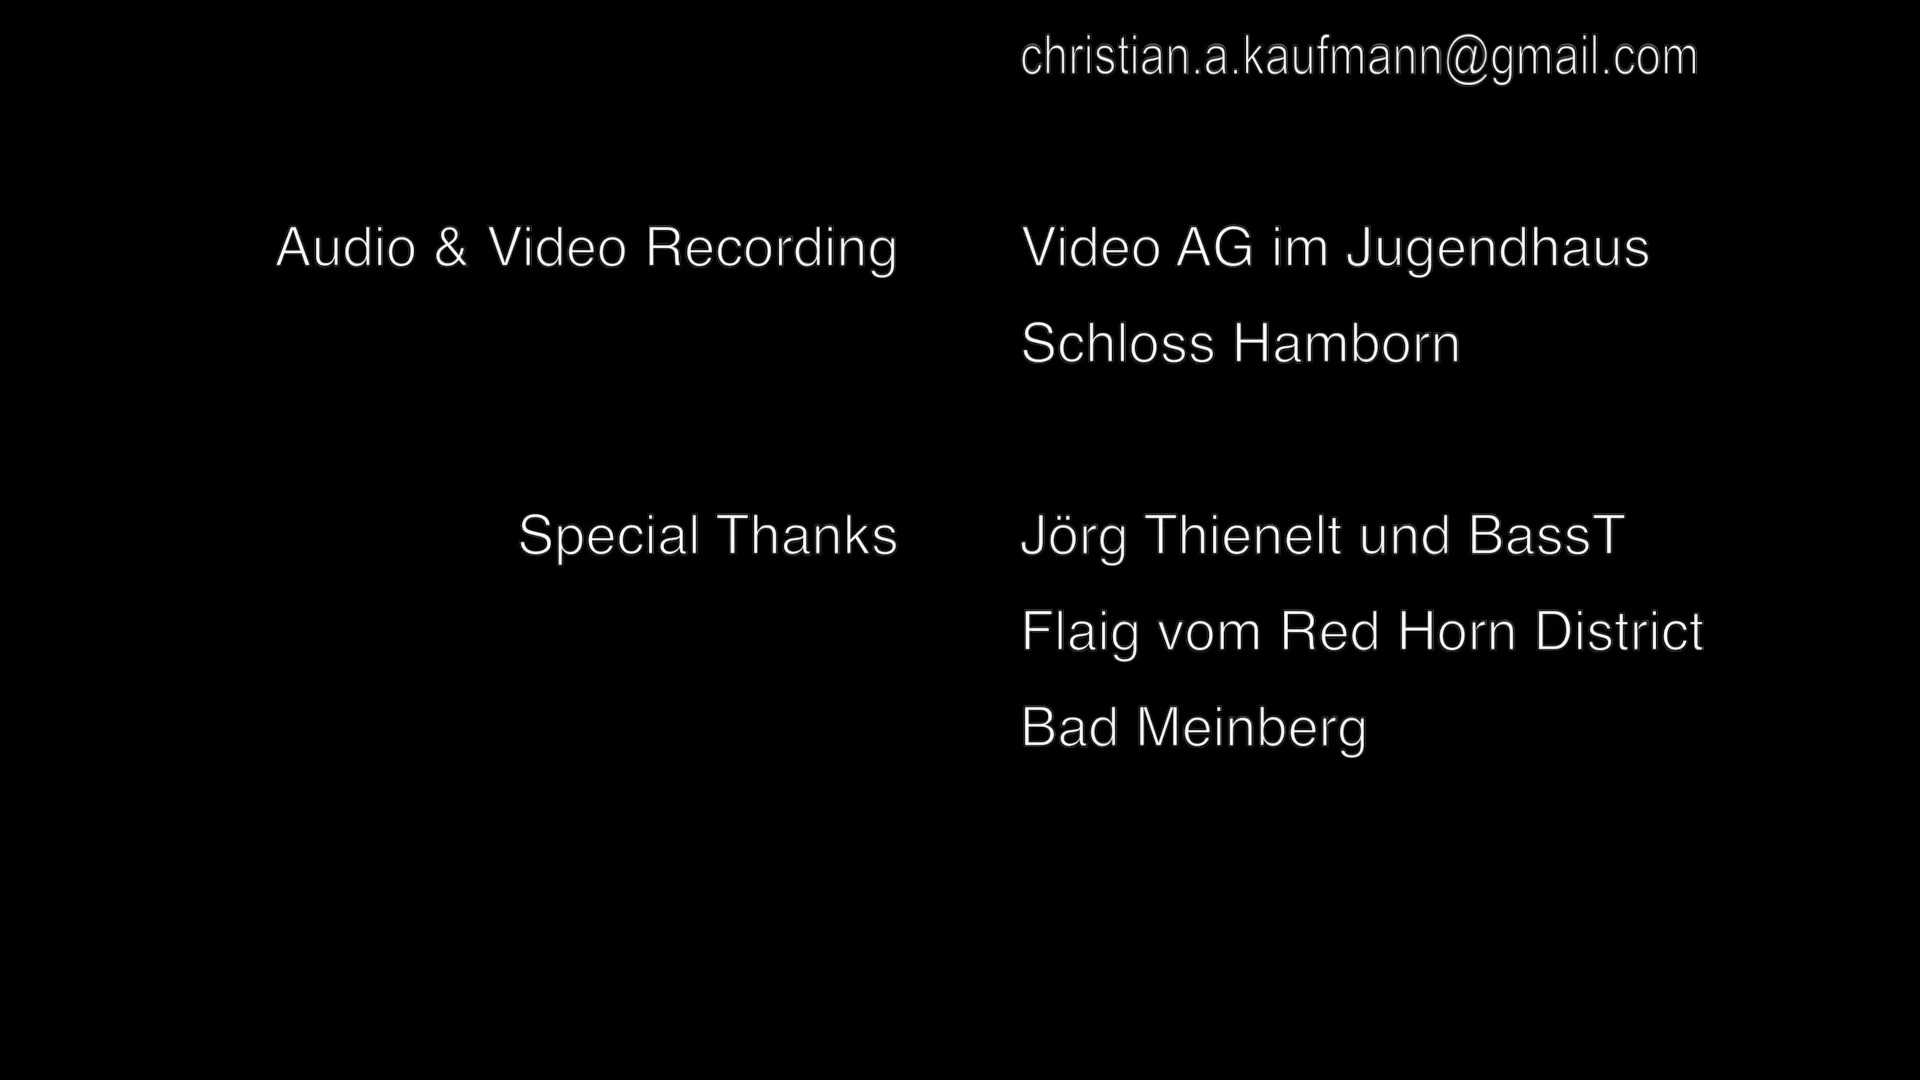 christian.a.kaufmann@gmail.com
Audio & Video Recording Video AG im Jugendhaus
Schloss Hamborn
Special Thanks Jörg Thienelt und BassT
Flaig vom Red Horn District
Bad Meinberg